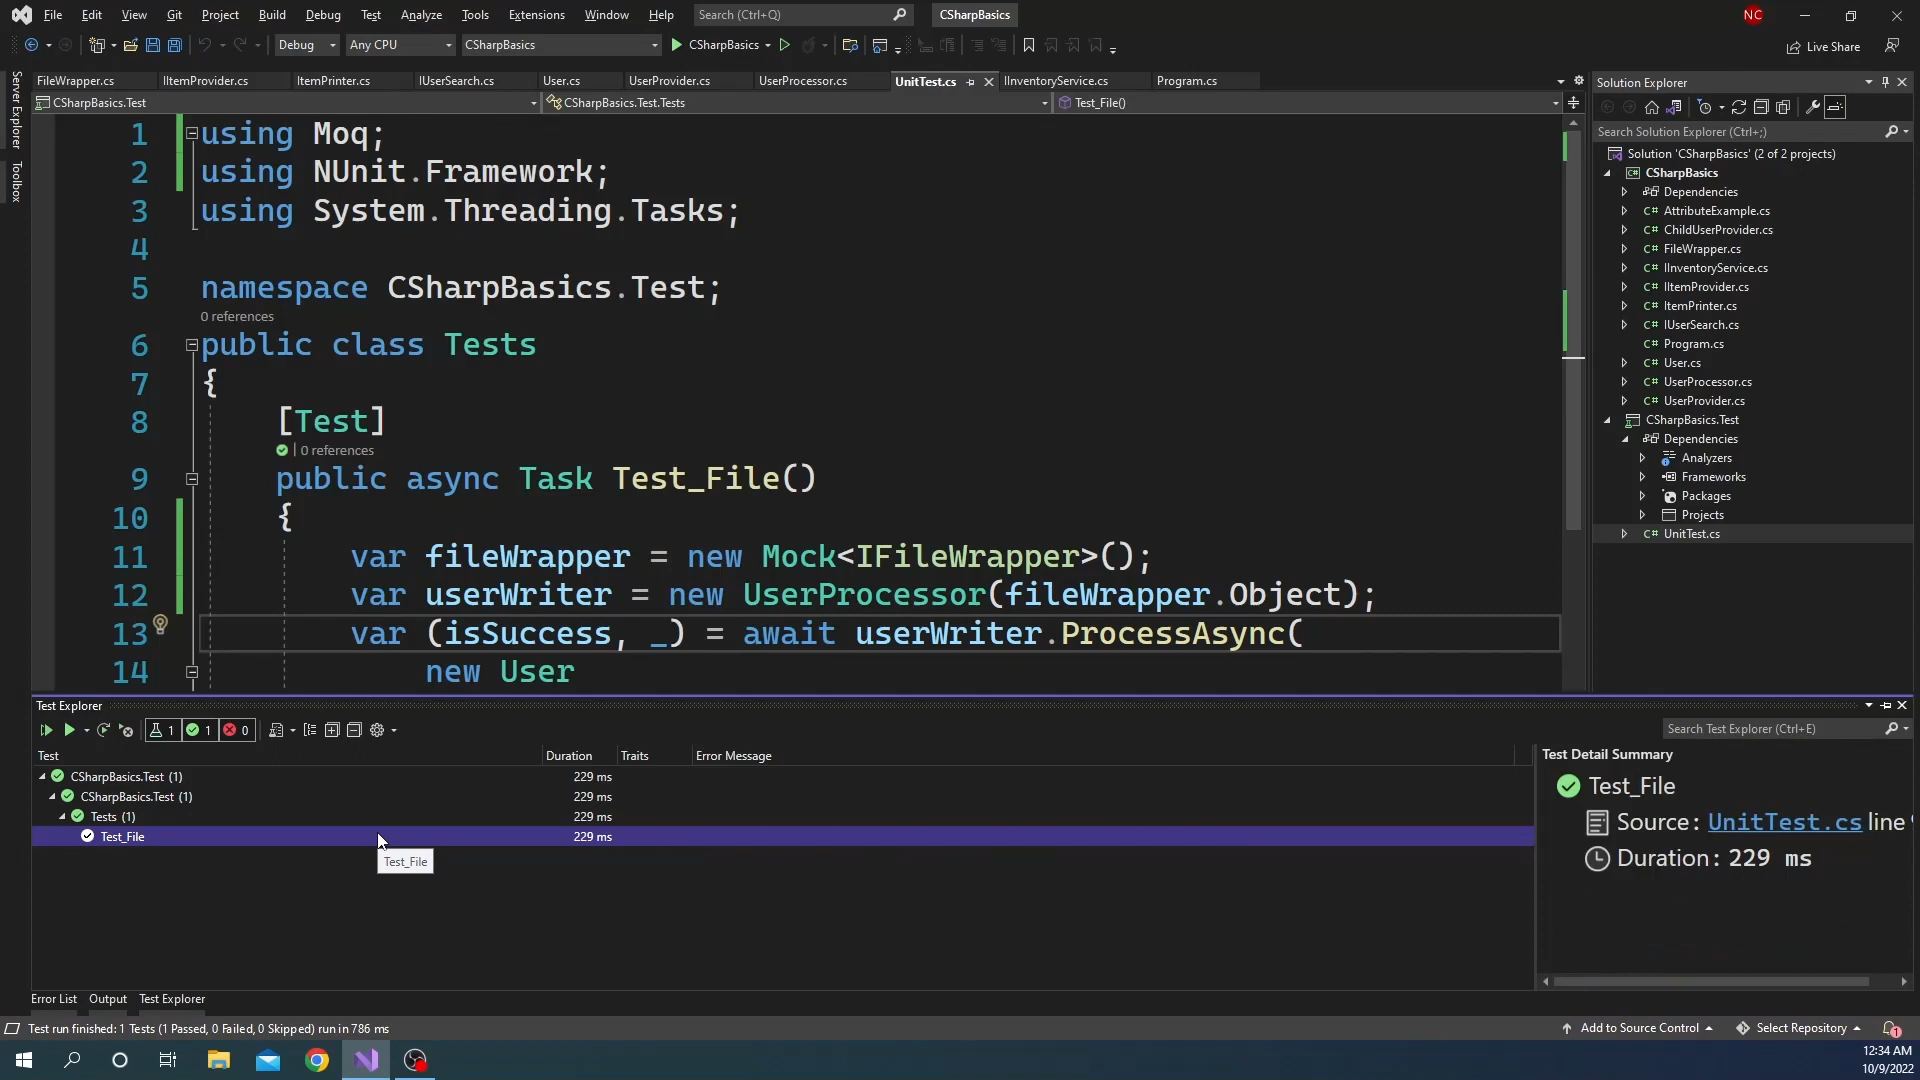 File Edit View Git Project Build Debug Test Analyze Tools Extensions Window Help Search (Ctrl+Q) CSharpBasics NC
Debug Any CPU CSharpBasics CSharpBasics Live Share
FileWrapper.cs IItemProvider.cs ItemPrinter.cs IUserSearch.cs User.cs UserProvider.cs UserProcessor.cs UnitTest.cs IInventoryService.cs Program.cs
CSharpBasics.Test CSharpBasics.Test.Tests Test_File()
Server Explorer
Toolbox
1 using Moq;
2 using NUnit.Framework;
3 using System.Threading.Tasks;
4
5 namespace CSharpBasics.Test;
0 references
6 public class Tests
7 {
8 [Test]
| 0 references
9 public async Task Test_File()
10 {
11 var fileWrapper = new Mock<IFileWrapper>();
12 var userWriter = new UserProcessor(fileWrapper.Object);
13 var (isSuccess, _) = await userWriter.ProcessAsync(
14 new User
Solution Explorer
Search Solution Explorer (Ctrl+;)
Solution 'CSharpBasics' (2 of 2 projects)
C# CSharpBasics
Dependencies
C# AttributeExample.cs
C# ChildUserProvider.cs
C# FileWrapper.cs
C# IInventoryService.cs
C# IItemProvider.cs
C# ItemPrinter.cs
C# IUserSearch.cs
C# Program.cs
C# User.cs
C# UserProcessor.cs
C# UserProvider.cs
CSharpBasics.Test
Dependencies
Analyzers
Frameworks
Packages
Projects
C# UnitTest.cs
Test Explorer
1 1 0 Search Test Explorer (Ctrl+E)
Test Duration Traits Error Message
CSharpBasics.Test (1) 229 ms
CSharpBasics.Test (1) 229 ms
Tests (1) 229 ms
Test_File 229 ms
Test_File
Test Detail Summary
Test_File
Source: UnitTest.cs line
Duration: 229 ms
Error List Output Test Explorer
Test run finished: 1 Tests (1 Passed, 0 Failed, 0 Skipped) run in 786 ms Add to Source Control Select Repository 1
12:34 AM
10/9/2022